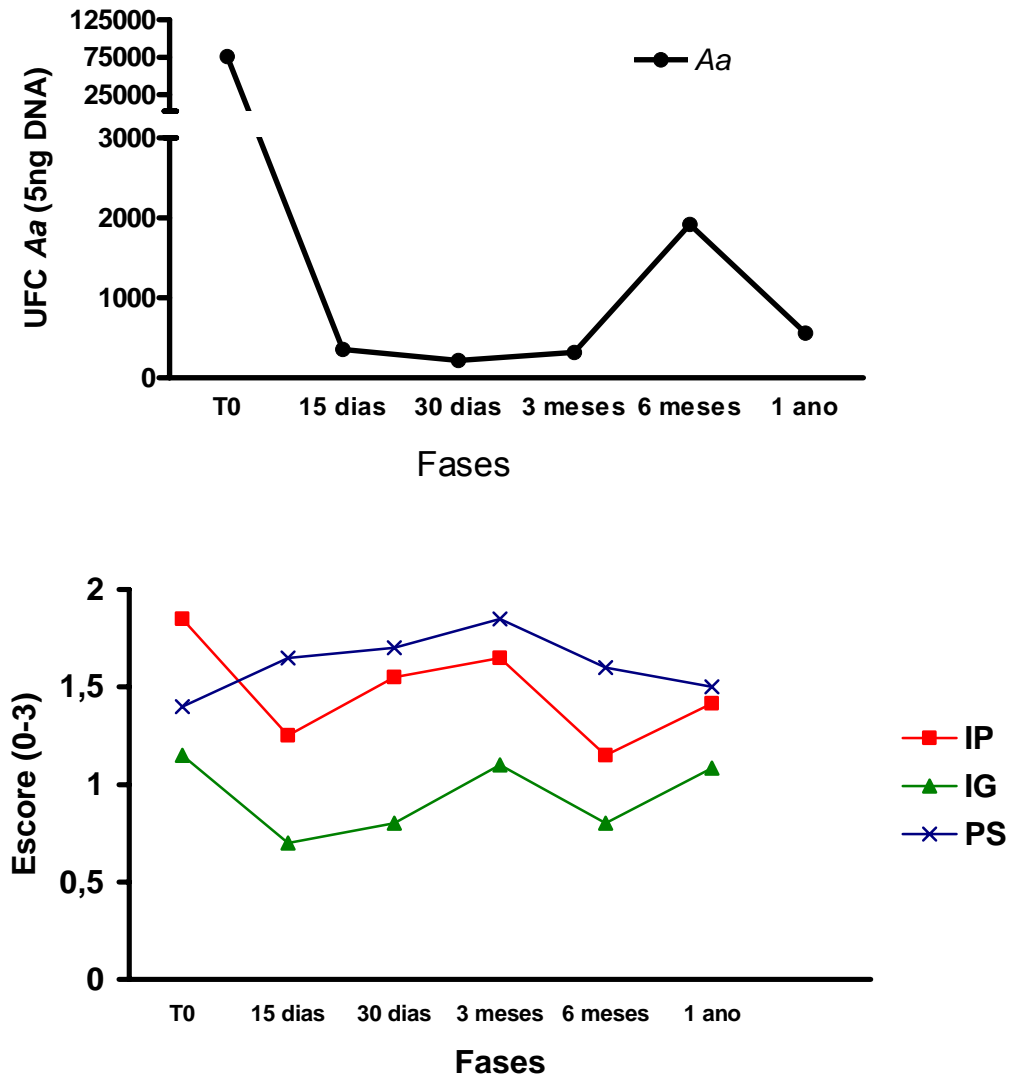 125000
75000
25000
3000
2000
1000
0
UFC Aa (5ng DNA)
Aa
T0 15 dias 30 dias 3 meses 6 meses 1 ano
Fases
2
1,5
1
0,5
0
Escore (0-3)
IP
IG
PS
T0 15 dias 30 dias 3 meses 6 meses 1 ano
Fases